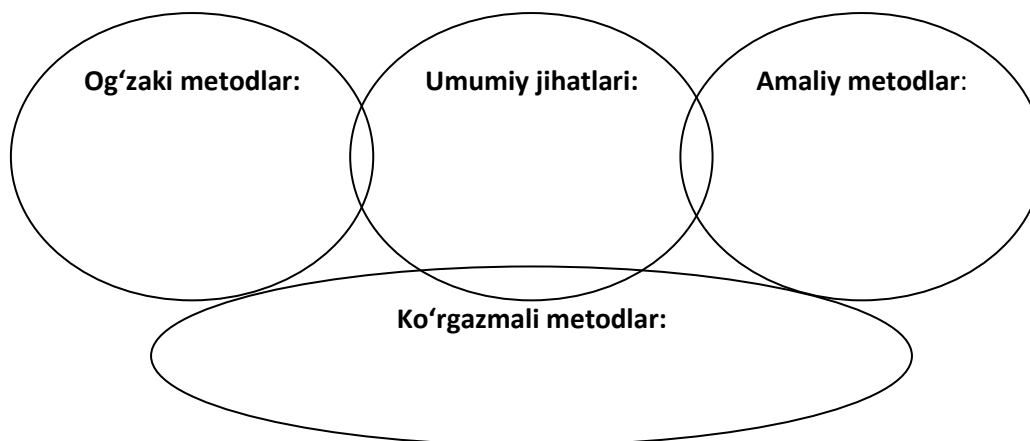 Og‘zaki metodlar:
Umumiy jihatlari:
Amaliy metodlar:
Ko‘rgazmali metodlar: